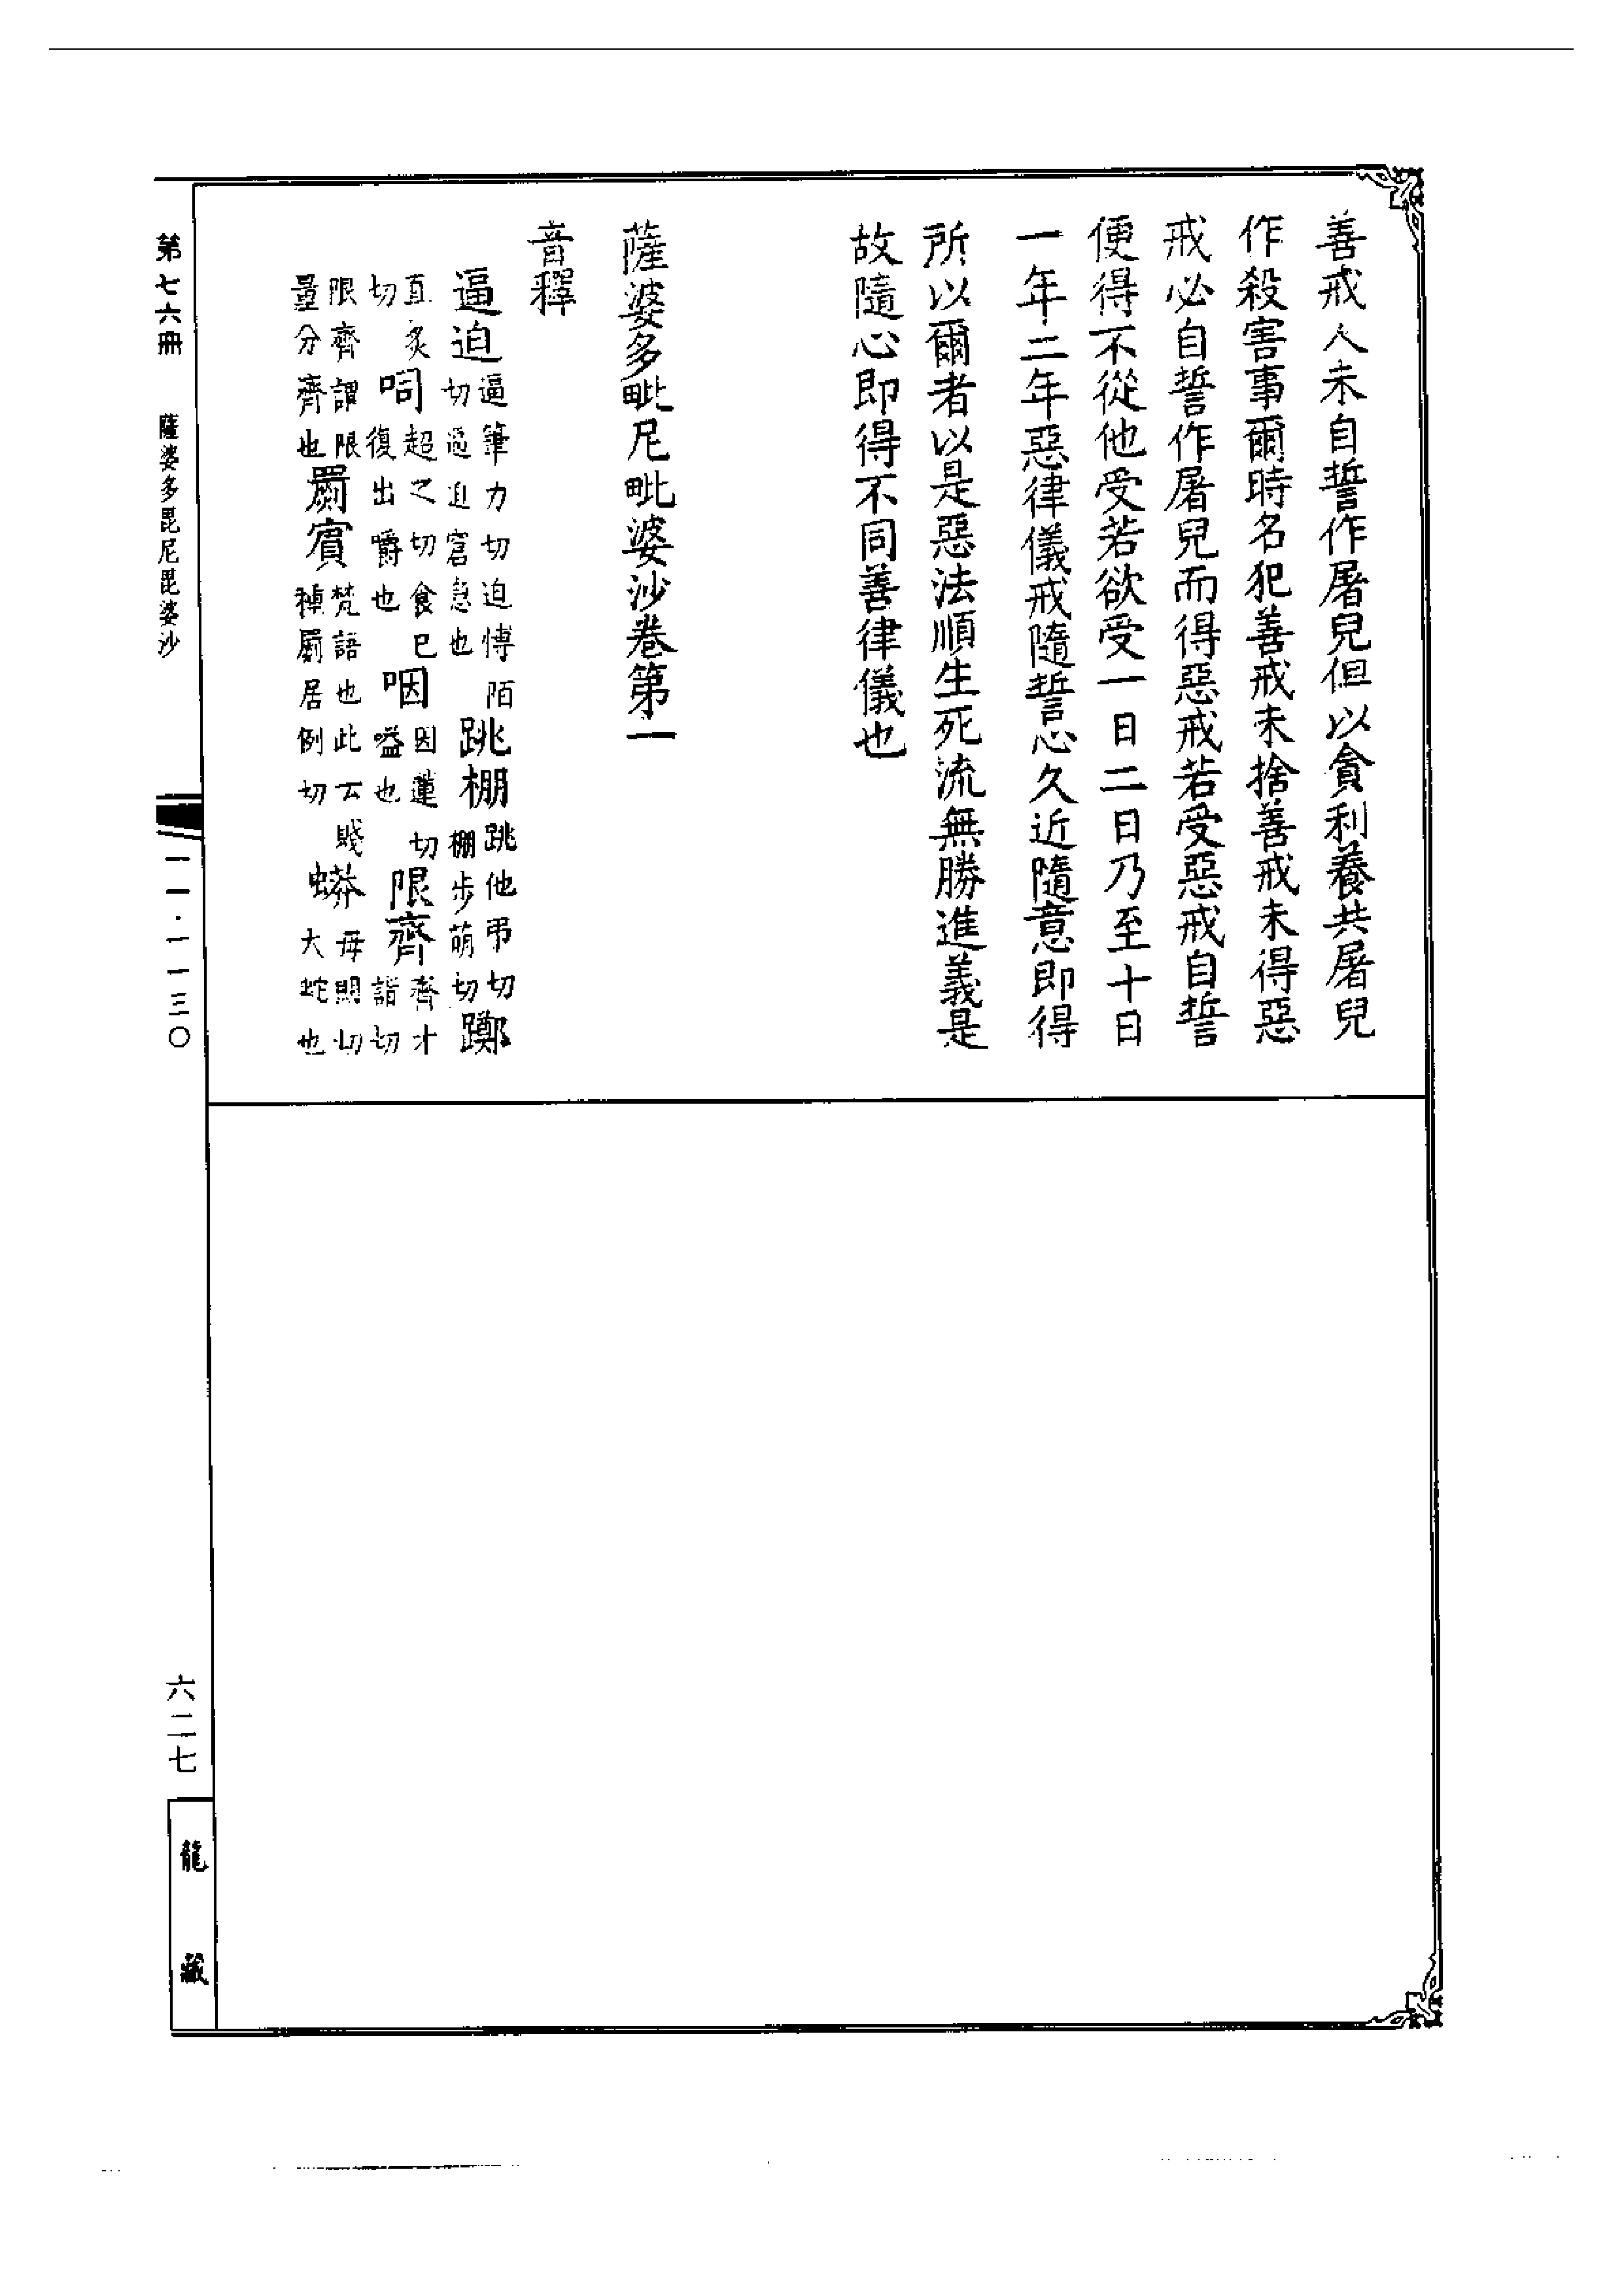 善戒人未自誓作屠兒但以貪利養共屠兒
作殺害事爾時名犯善戒未捨善戒未得惡
戒必自誓作屠兒而得惡戒若受惡戒自誓
便得不從他受若欲受一日二日乃至十日
一年二年惡律儀戒隨誓心久近隨意即得
所以爾者以是惡法順生死流無勝進義是
故隨心即得不同善律儀也
薩婆多毗尼毗婆沙卷第一
音釋
逼迫逼筆力切迫博陌切逼迫窘急也跳棚跳他弔切棚步萌切躑
直炙切呞超之切食已復出嚼也咽因蓮切嗌也限齊齊才詣切
限齊謂限量分齊也罽賓梵語也此云賤種罽居例切蟒毋朗切大蛇也
第七六冊 薩婆多毘尼毘婆沙 一一·一一三〇
六二七
龍藏